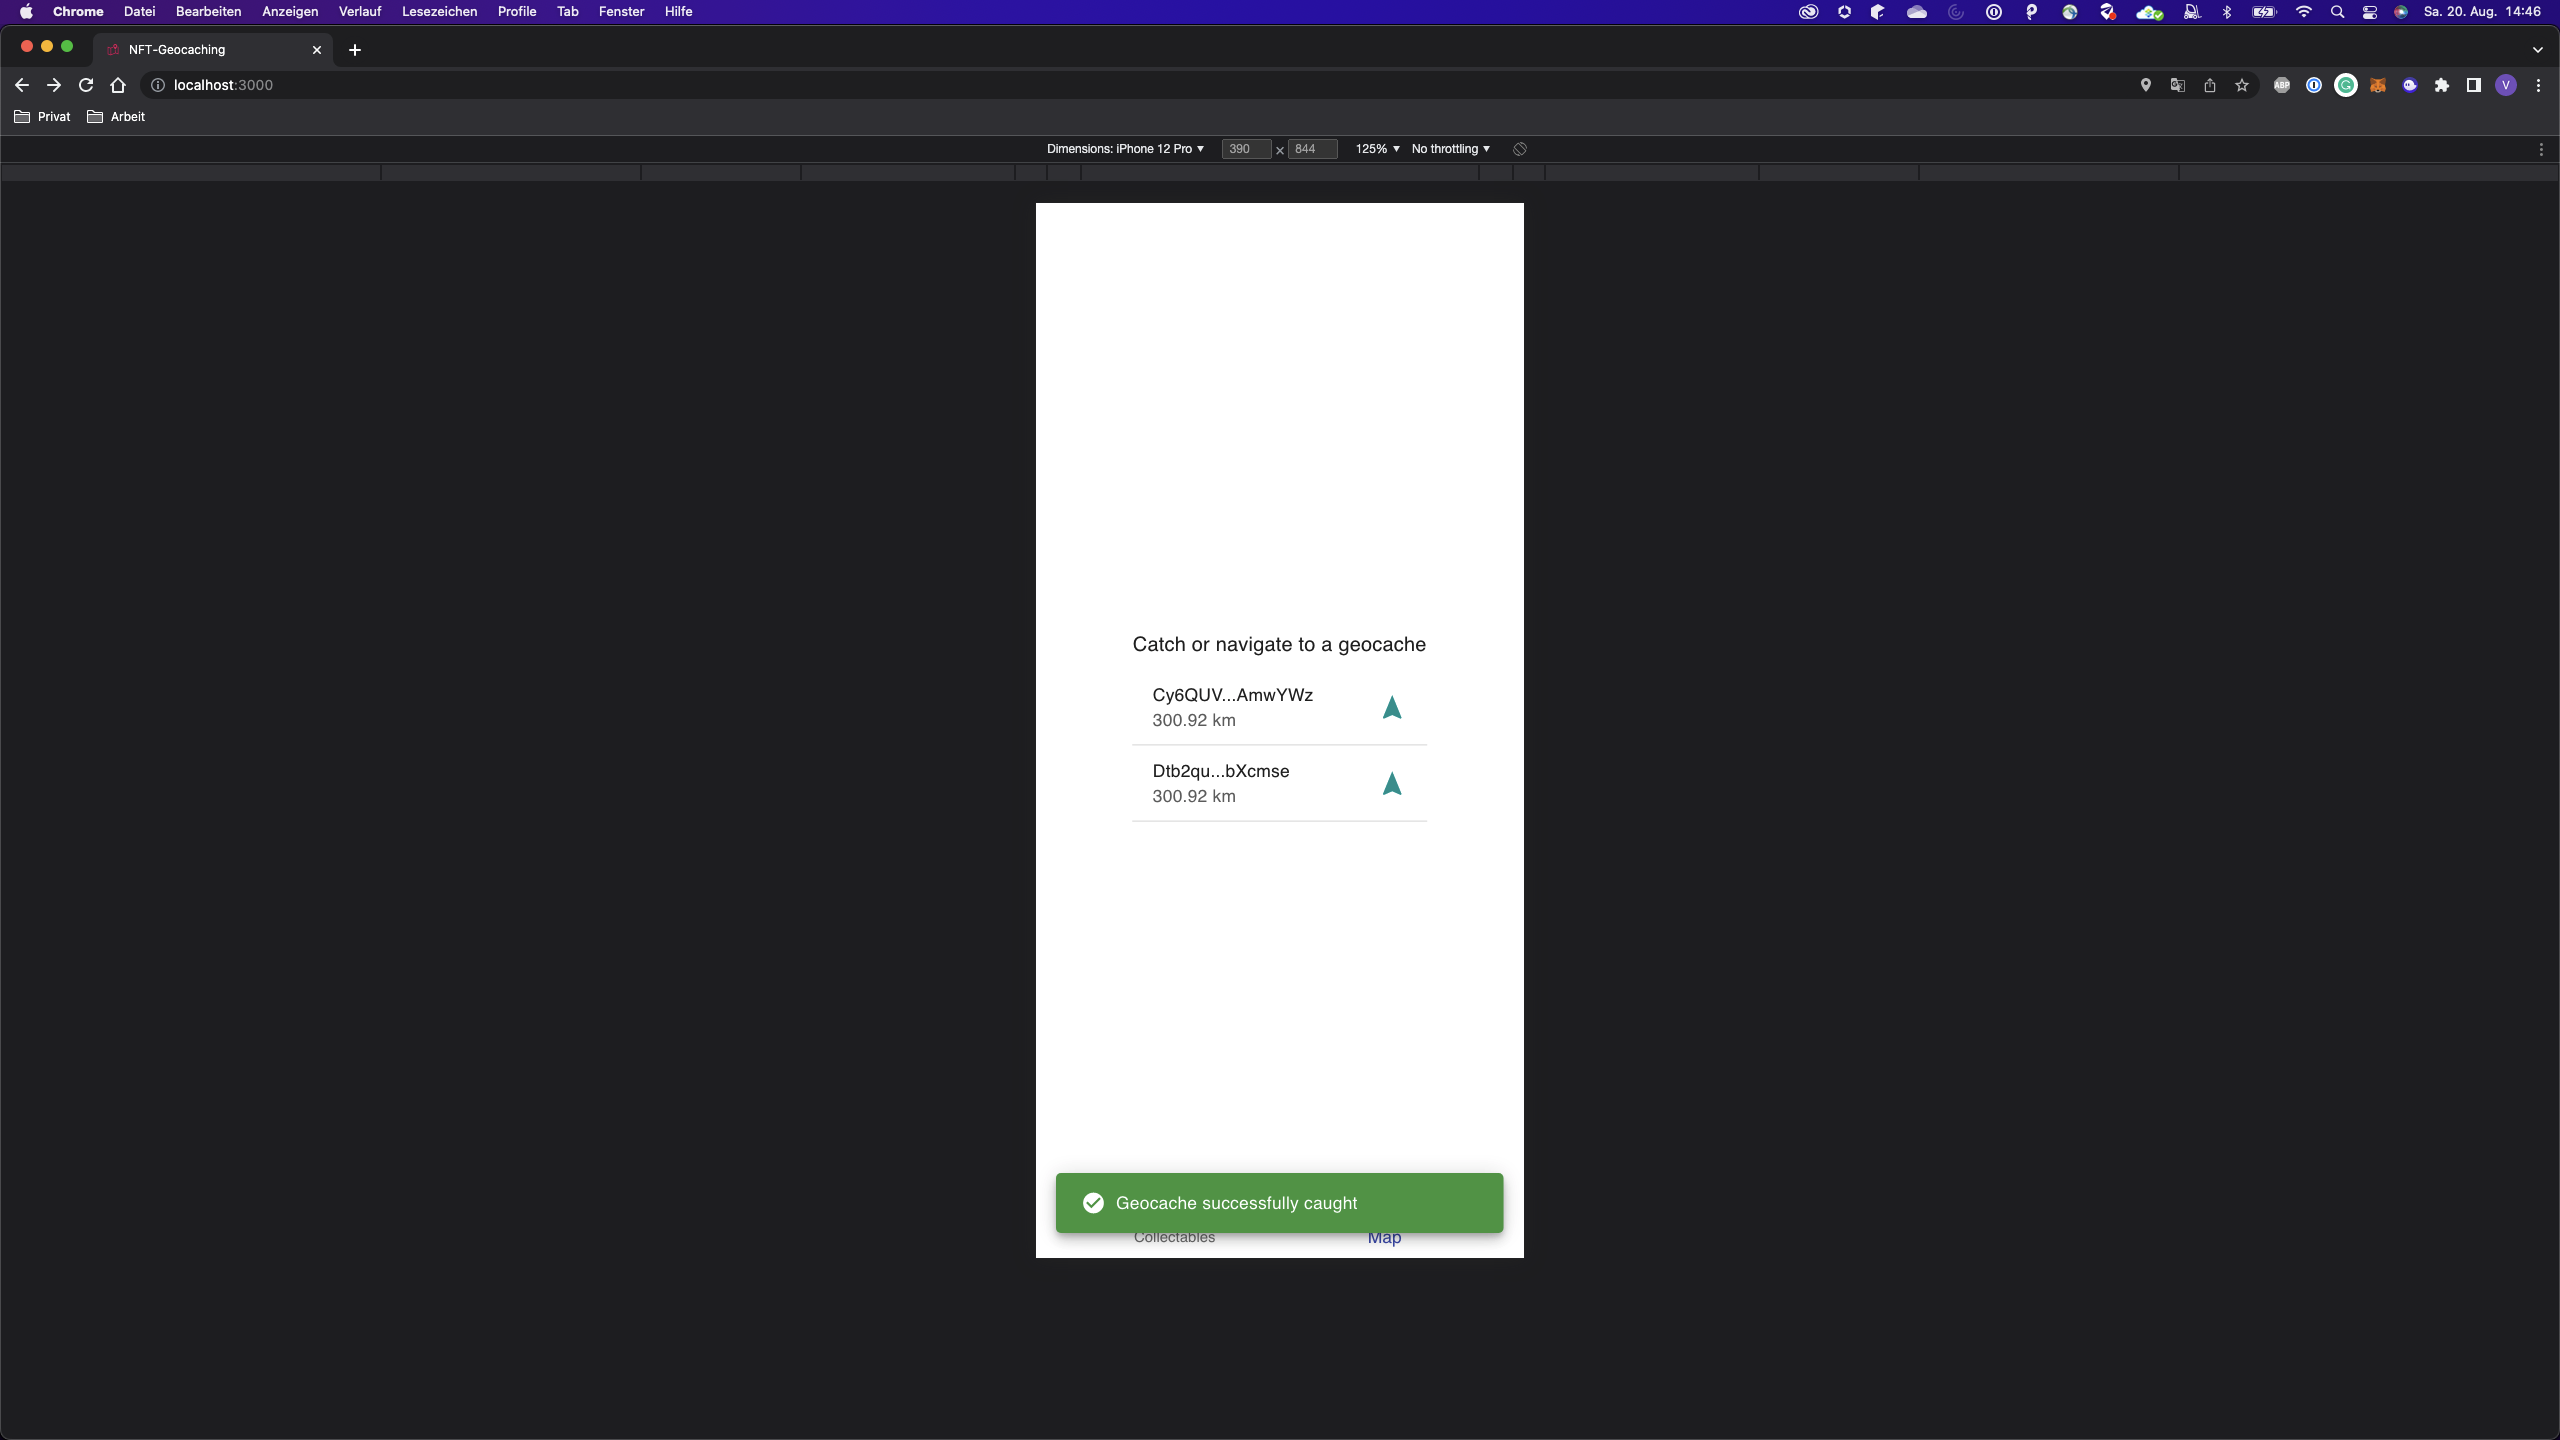 Chrome Datei Bearbeiten Anzeigen Verlauf Lesezeichen Profile Tab Fenster Hilfe Sa. 20. Aug. 14:46
NFT-Geocaching
localhost:3000 ABP V
Privat Arbeit
Dimensions: iPhone 12 Pro ▼ 390 × 844 125% ▼ No throttling ▼
Catch or navigate to a geocache
Cy6QUV...AmwYWz
300.92 km
Dtb2qu...bXcmse
300.92 km
Geocache successfully caught
Collectables Map